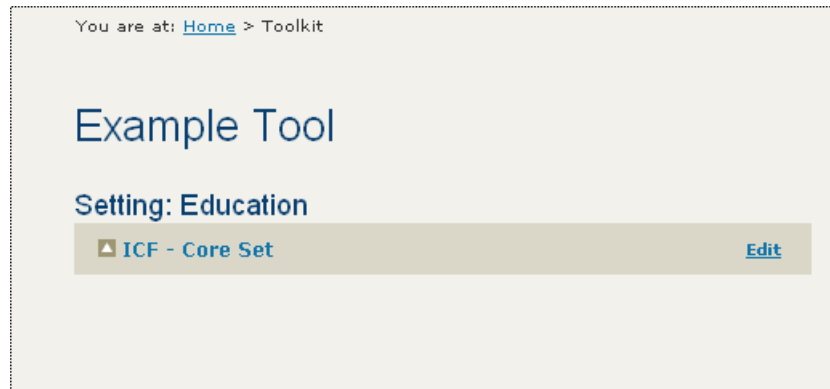 You are at: Home > Toolkit
Example Tool
Setting: Education
ICF - Core Set Edit